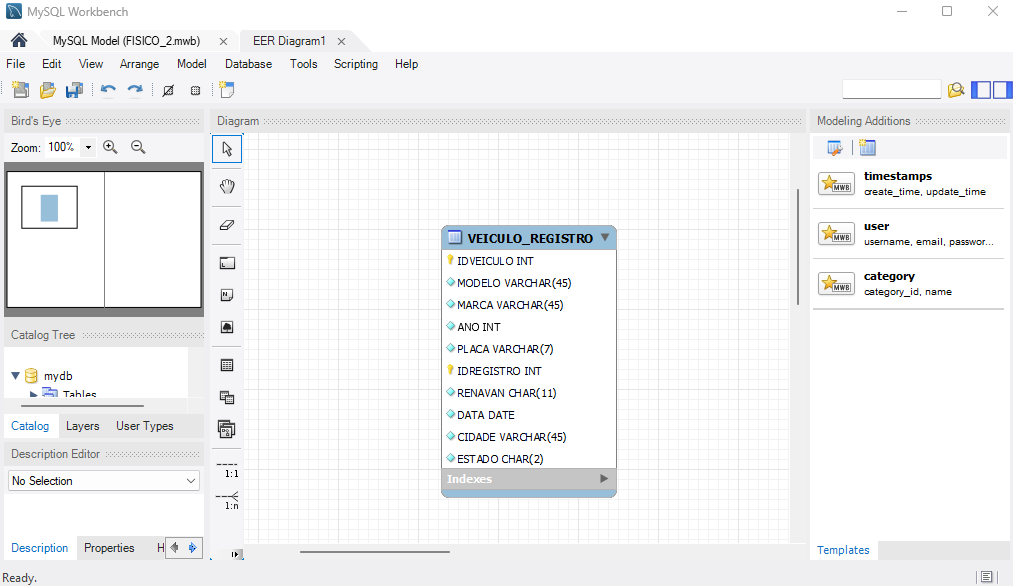 MySQL Workbench
MySQL Model (FISICO_2.mwb) × EER Diagram1 ×
File Edit View Arrange Model Database Tools Scripting Help
Bird's Eye
Zoom: 100%
Catalog Tree
mydb
Tables
Catalog Layers User Types
Description Editor
No Selection
Description Properties H
Diagram
1:1
1:n
VEICULO_REGISTRO
IDVEICULO INT
MODELO VARCHAR(45)
MARCA VARCHAR(45)
ANO INT
PLACA VARCHAR(7)
IDREGISTRO INT
RENAVAN CHAR(11)
DATA DATE
CIDADE VARCHAR(45)
ESTADO CHAR(2)
Indexes
Modeling Additions
MWB
timestamps
create_time, update_time
MWB
user
username, email, passwor...
MWB
category
category_id, name
Templates
Ready.